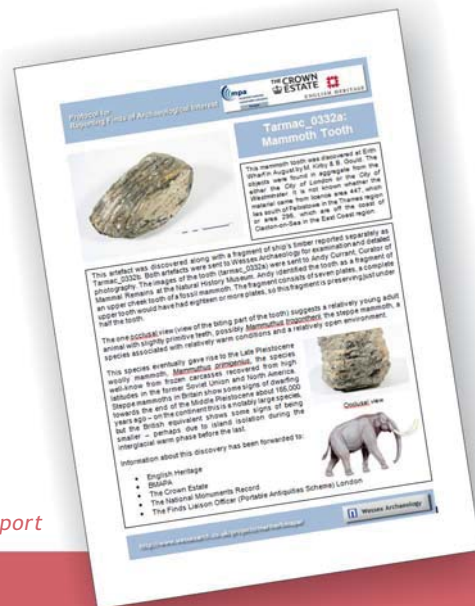 Protocol for
Reporting Finds of Archaeological Interest
mpa
THE CROWN
ESTATE
ENGLISH HERITAGE
Tarmac_0332a:
Mammoth Tooth
This mammoth tooth was discovered at Erith
Wharf in August by M. Kirby & B. Gould. The
objects were found in aggregate from the
either the City of London or the City of
Westminster. It is not known whether the
material came from licence area 447, which
lies south of Felixstowe in the Thames region
or area 296, which are off the coast of
Clacton-on-Sea in the East Coast region.
This artefact was discovered along with a fragment of ship's timber reported separately as
Tarmac_0332b. Both artefacts were sent to Wessex Archaeology for examination and detailed
photography. The images of the tooth (tarmac_0332a) were sent to Andy Currant, Curator of
Mammal Remains at the Natural History Museum. Andy identified the tooth as a fragment of
an upper cheek tooth of a fossil mammoth. The fragment consists of seven plates, a complete
upper tooth would have had eighteen or more plates, so this fragment is preserving just under
half the tooth.
The one occlusal view (view of the biting part of the tooth) suggests a relatively young adult
animal with slightly primitive teeth, possibly Mammuthus trogontherii the steppe mammoth, a
species associated with relatively warm conditions and a relatively open environment.
This species eventually gave rise to the Late Pleistocene
woolly mammoth, Mammuthus primigenius, the species
well-know from frozen carcasses recovered from high
latitudes in the former Soviet Union and North America.
Steppe mammoths in Britain show some signs of dwarfing
towards the end of the Middle Pleistocene about 186,000
years ago – on the continent this is a notably large species,
but the British equivalent shows some signs of being
smaller – perhaps due to island isolation during the
interglacial warm phase before the last.
Occlusal view
Information about this discovery has been forwarded to:
• English Heritage
• BMAPA
• The Crown Estate
• The National Monuments Record
• The Finds Liaison Officer (Portable Antiquities Scheme) London
Wessex Archaeology
port